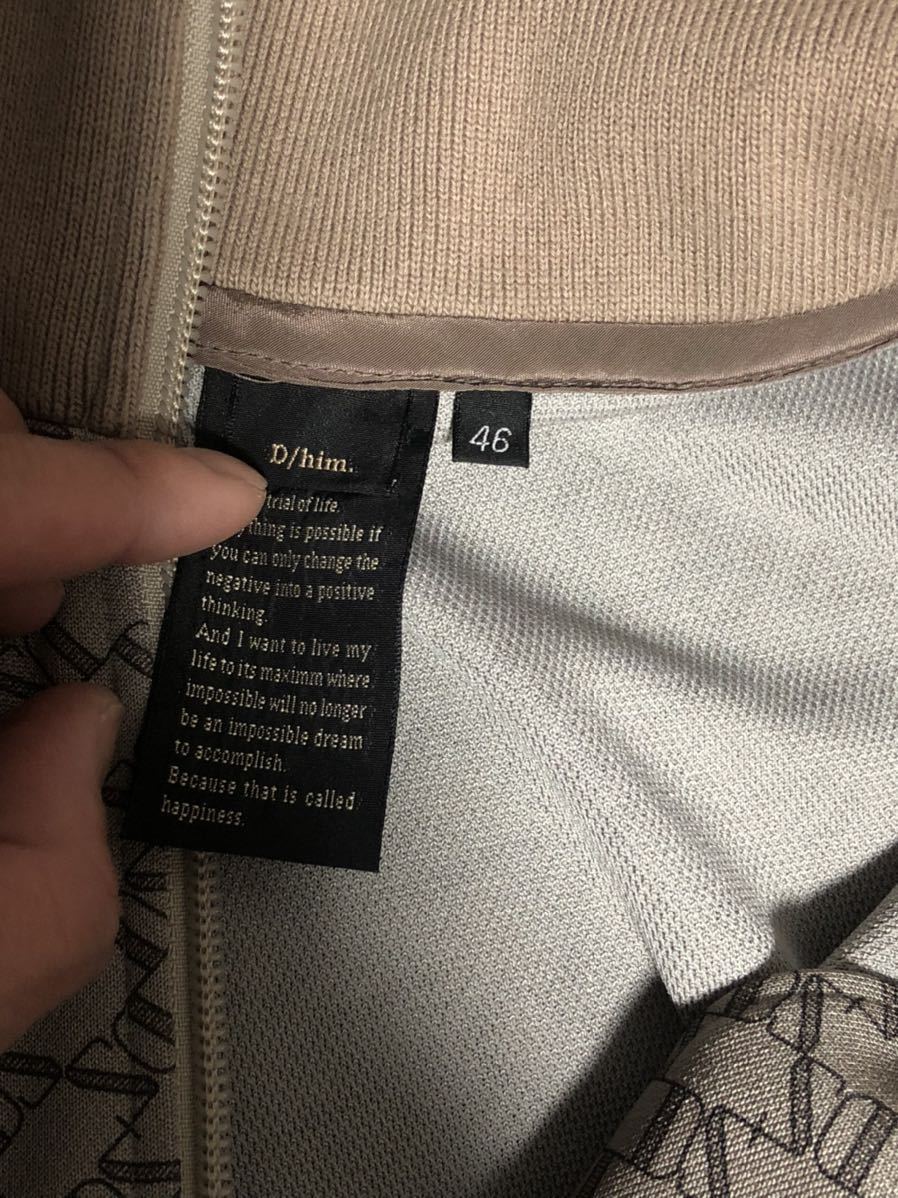 D/him.
46
trial of life.
thing is possible if
you can only change the
negative into a positive
thinking.
And I want to live my
life to its maximm where
impossible will no longer
be an impossible dream
to accomplish.
Because that is called
happiness.